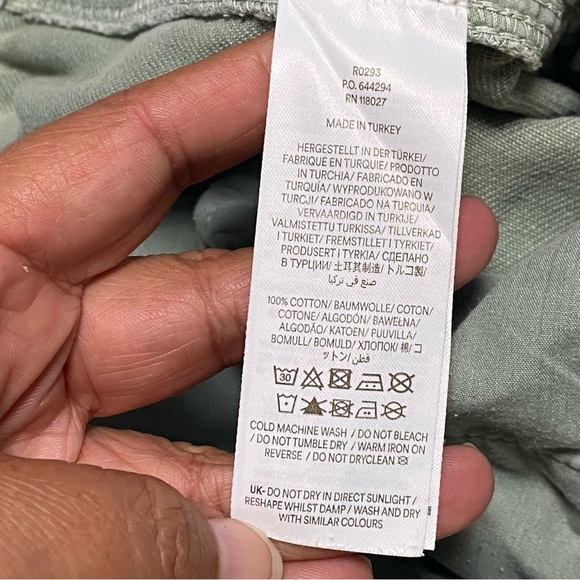 R0293
P.O. 644294
RN 118027
MADE IN TURKEY
HERGESTELLT IN DER TÜRKEI/
FABRIQUÉ EN TURQUIE/ PRODOTTO
IN TURCHIA/ FABRICADO EN
TURQUÍA/ WYPRODUKOWANO W
TURCJI/ FABRICADO NA TURQUIA/
VERVAARDIGD IN TURKIJE/
VALMISTETTU TURKISSA/ TILLVERKAD
I TURKIET/ FREMSTILLET I TYRKIET/
PRODUSERT I TYRKIA/ СДЕЛАНО
В ТУРЦИИ/ 土耳其制造/ トルコ製/
صنع في تركيا
100% COTTON/ BAUMWOLLE/ COTON/
COTONE/ ALGODÓN/ BAWEŁNA/
ALGODÃO/ KATOEN/ PUUVILLA/
BOMULL/ BOMULD/ ХЛОПОК/ 棉/ コ
ットン/ قطن
30
COLD MACHINE WASH / DO NOT BLEACH
/ DO NOT TUMBLE DRY / WARM IRON ON
REVERSE / DO NOT DRYCLEAN
UK- DO NOT DRY IN DIRECT SUNLIGHT /
RESHAPE WHILST DAMP / WASH AND DRY
WITH SIMILAR COLOURS